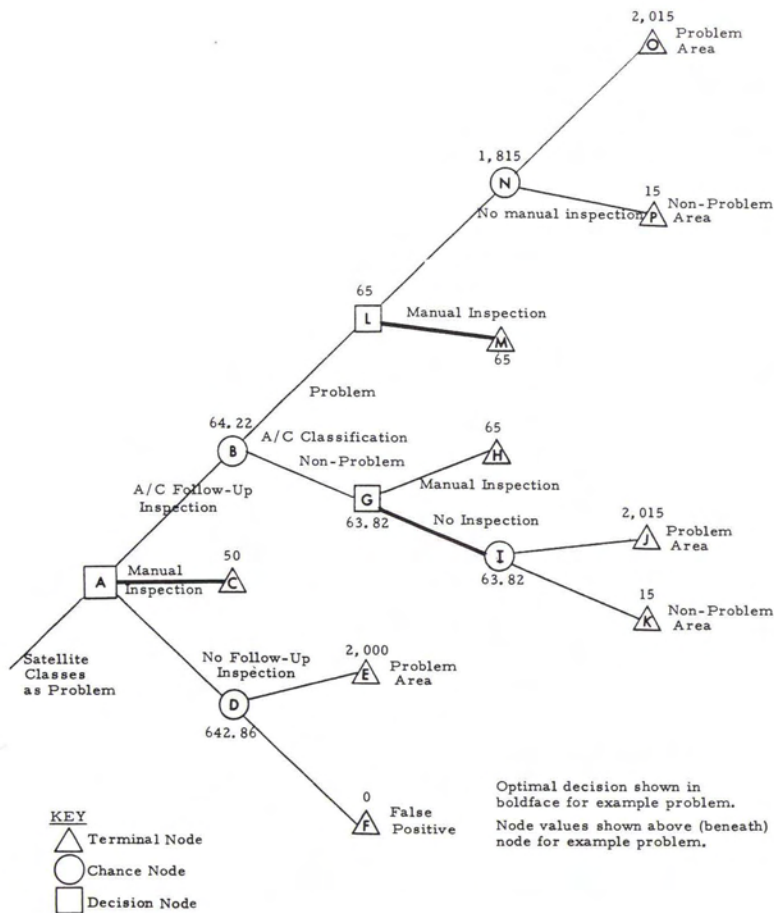 2,015
O
Problem
Area
1,815
N
15
No manual inspection
P
Non-Problem
Area
65
L
Manual Inspection
M
65
Problem
64.22
B
A/C Classification
Non-Problem
65
H
Manual Inspection
A/C Follow-Up
Inspection
G
63.82
No Inspection
2,015
J
Problem
Area
I
63.82
50
A
Manual
Inspection
C
15
K
Non-Problem
Area
Satellite
Classes
as Problem
No Follow-Up
Inspection
2,000
E
Problem
Area
D
642.86
0
F
False
Positive
Optimal decision shown in
boldface for example problem.
Node values shown above (beneath)
node for example problem.
KEY
Terminal Node
Chance Node
Decision Node